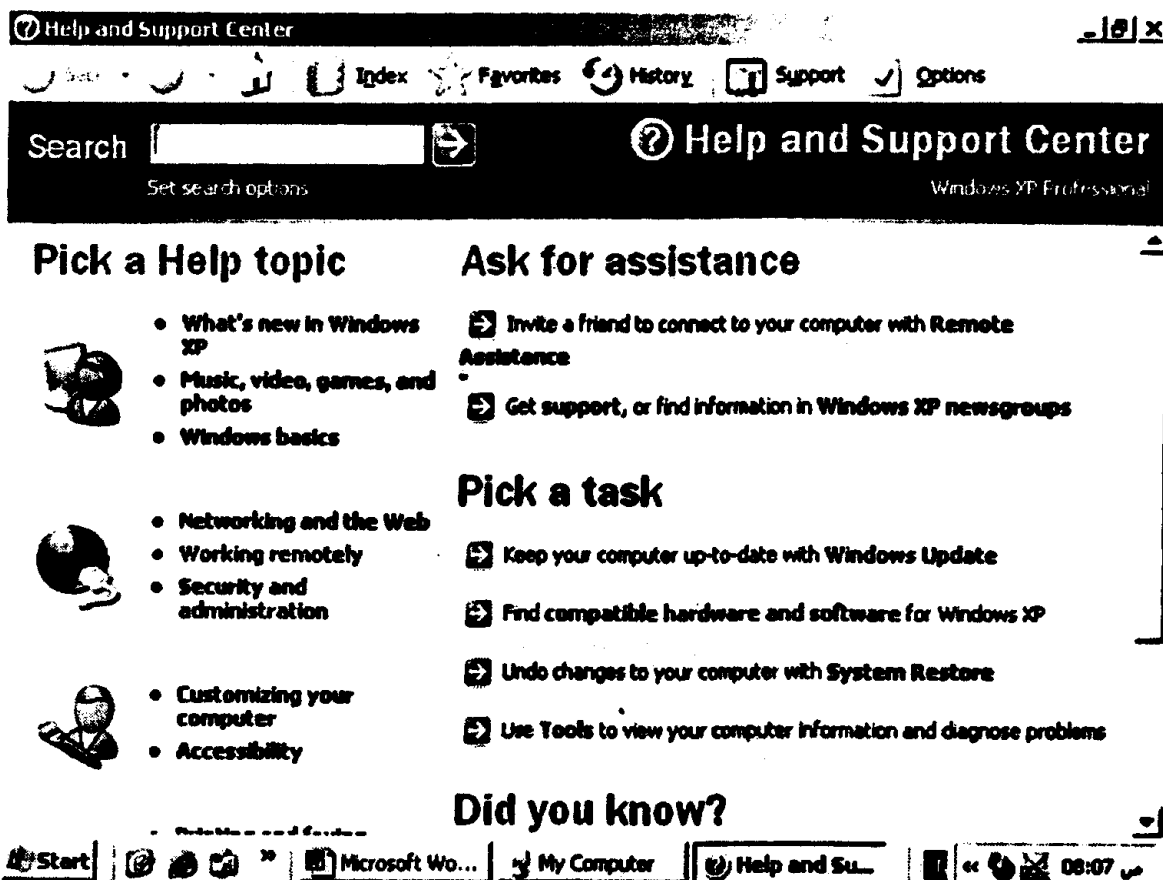 Help and Support Center
Index Favorites History Support Options
Search
Help and Support Center
Set search options
Windows XP Professional
Pick a Help topic
What's new in Windows
XP
Music, video, games, and
photos
Windows basics
Networking and the Web
Working remotely
Security and
administration
Customizing your
computer
Accessibility
Ask for assistance
Invite a friend to connect to your computer with Remote
Assistance
Get support, or find information in Windows XP newsgroups
Pick a task
Keep your computer up-to-date with Windows Update
Find compatible hardware and software for Windows XP
Undo changes to your computer with System Restore
Use Tools to view your computer information and diagnose problems
Did you know?
Start » Microsoft Wo... My Computer Help and Su... « 08:07 ص